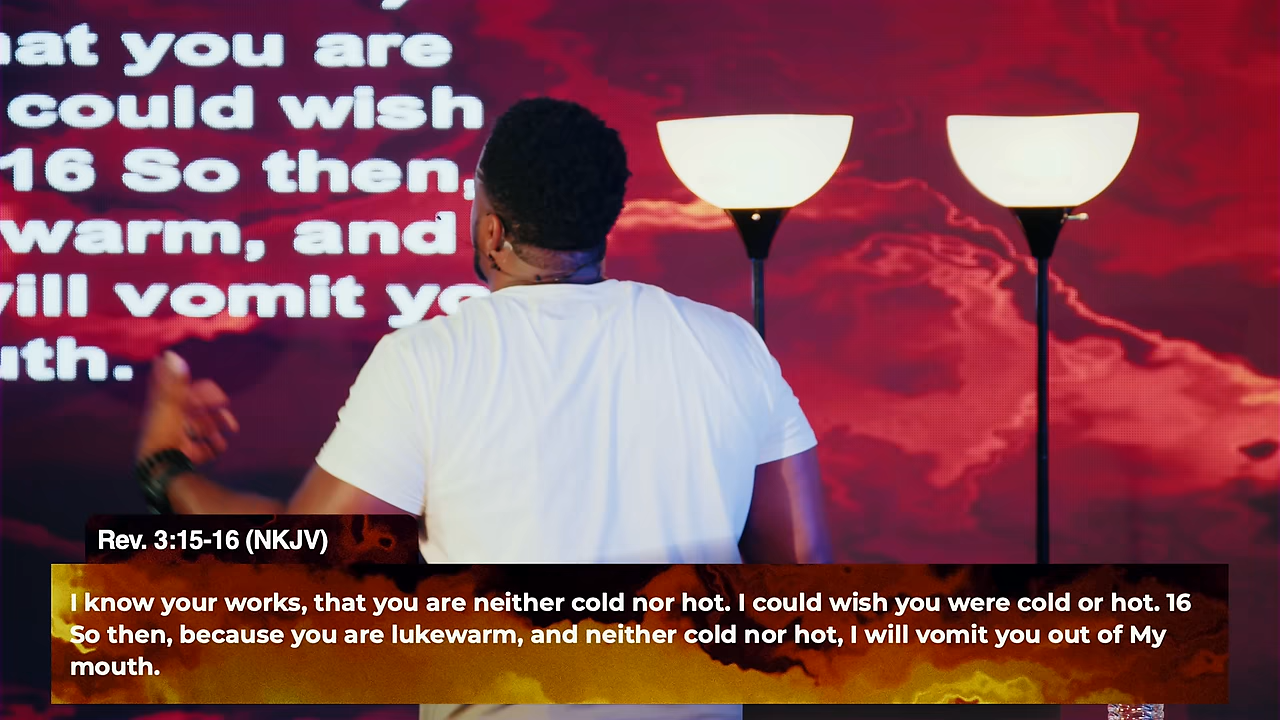 hat you are
could wish
16 So then,
warm, and
will vomit yo
uth.
Rev. 3:15-16 (NKJV)
I know your works, that you are neither cold nor hot. I could wish you were cold or hot. 16
So then, because you are lukewarm, and neither cold nor hot, I will vomit you out of My
mouth.